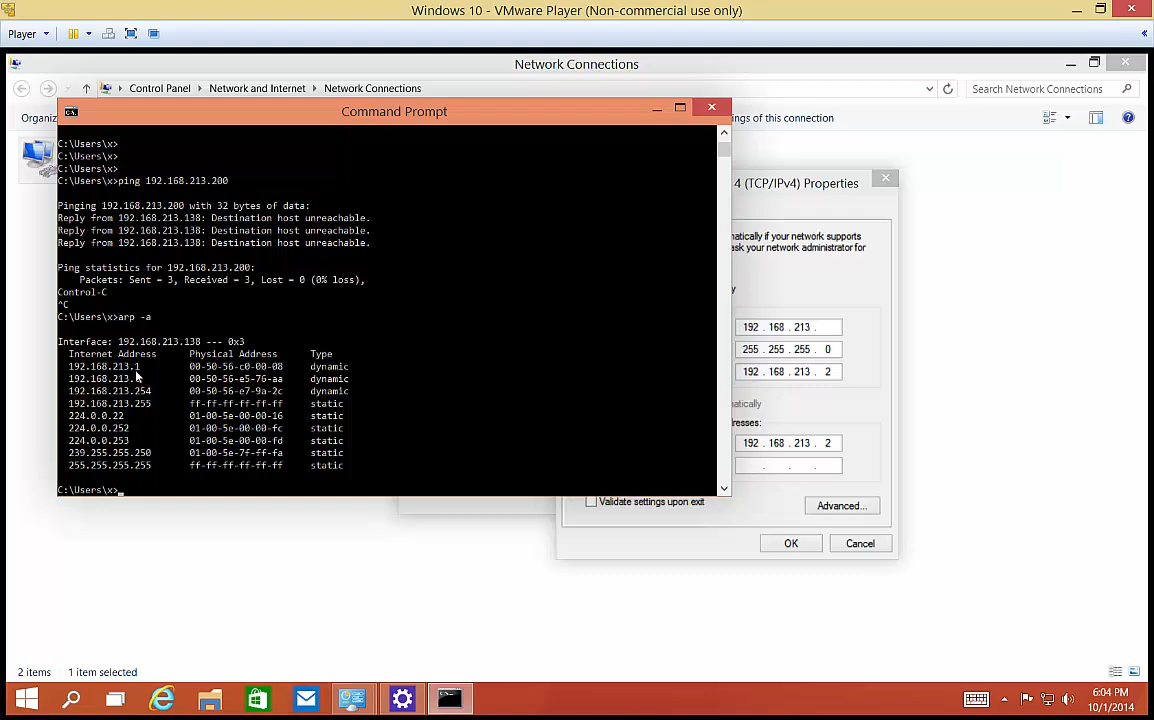 Windows 10 - VMware Player (Non-commercial use only)
Player
Network Connections
Control Panel
Network and Internet
Network Connections
Search Network Connections
Organiz
ngs of this connection
Command Prompt
C:\Users\x>
C:\Users\x>
C:\Users\x>
C:\Users\x>ping 192.168.213.200
Pinging 192.168.213.200 with 32 bytes of data:
Reply from 192.168.213.138: Destination host unreachable.
Reply from 192.168.213.138: Destination host unreachable.
Reply from 192.168.213.138: Destination host unreachable.
Ping statistics for 192.168.213.200:
Packets: Sent = 3, Received = 3, Lost = 0 (0% loss),
Control-C
^C
C:\Users\x>arp -a
Interface: 192.168.213.138 --- 0x3
Internet Address Physical Address Type
192.168.213.1 00-50-56-c0-00-08 dynamic
192.168.213. 00-50-56-e5-76-aa dynamic
192.168.213.254 00-50-56-e7-9a-2c dynamic
192.168.213.255 ff-ff-ff-ff-ff-ff static
224.0.0.22 01-00-5e-00-00-16 static
224.0.0.252 01-00-5e-00-00-fc static
224.0.0.253 01-00-5e-00-00-fd static
239.255.255.250 01-00-5e-7f-ff-fa static
255.255.255.255 ff-ff-ff-ff-ff-ff static
C:\Users\x>
4 (TCP/IPv4) Properties
matically if your network supports
ask your network administrator for
y
192 . 168 . 213 .
255 . 255 . 255 . 0
192 . 168 . 213 . 2
matically
resses:
192 . 168 . 213 . 2
. . .
Validate settings upon exit
Advanced...
OK
Cancel
2 items
1 item selected
6:04 PM
10/1/2014